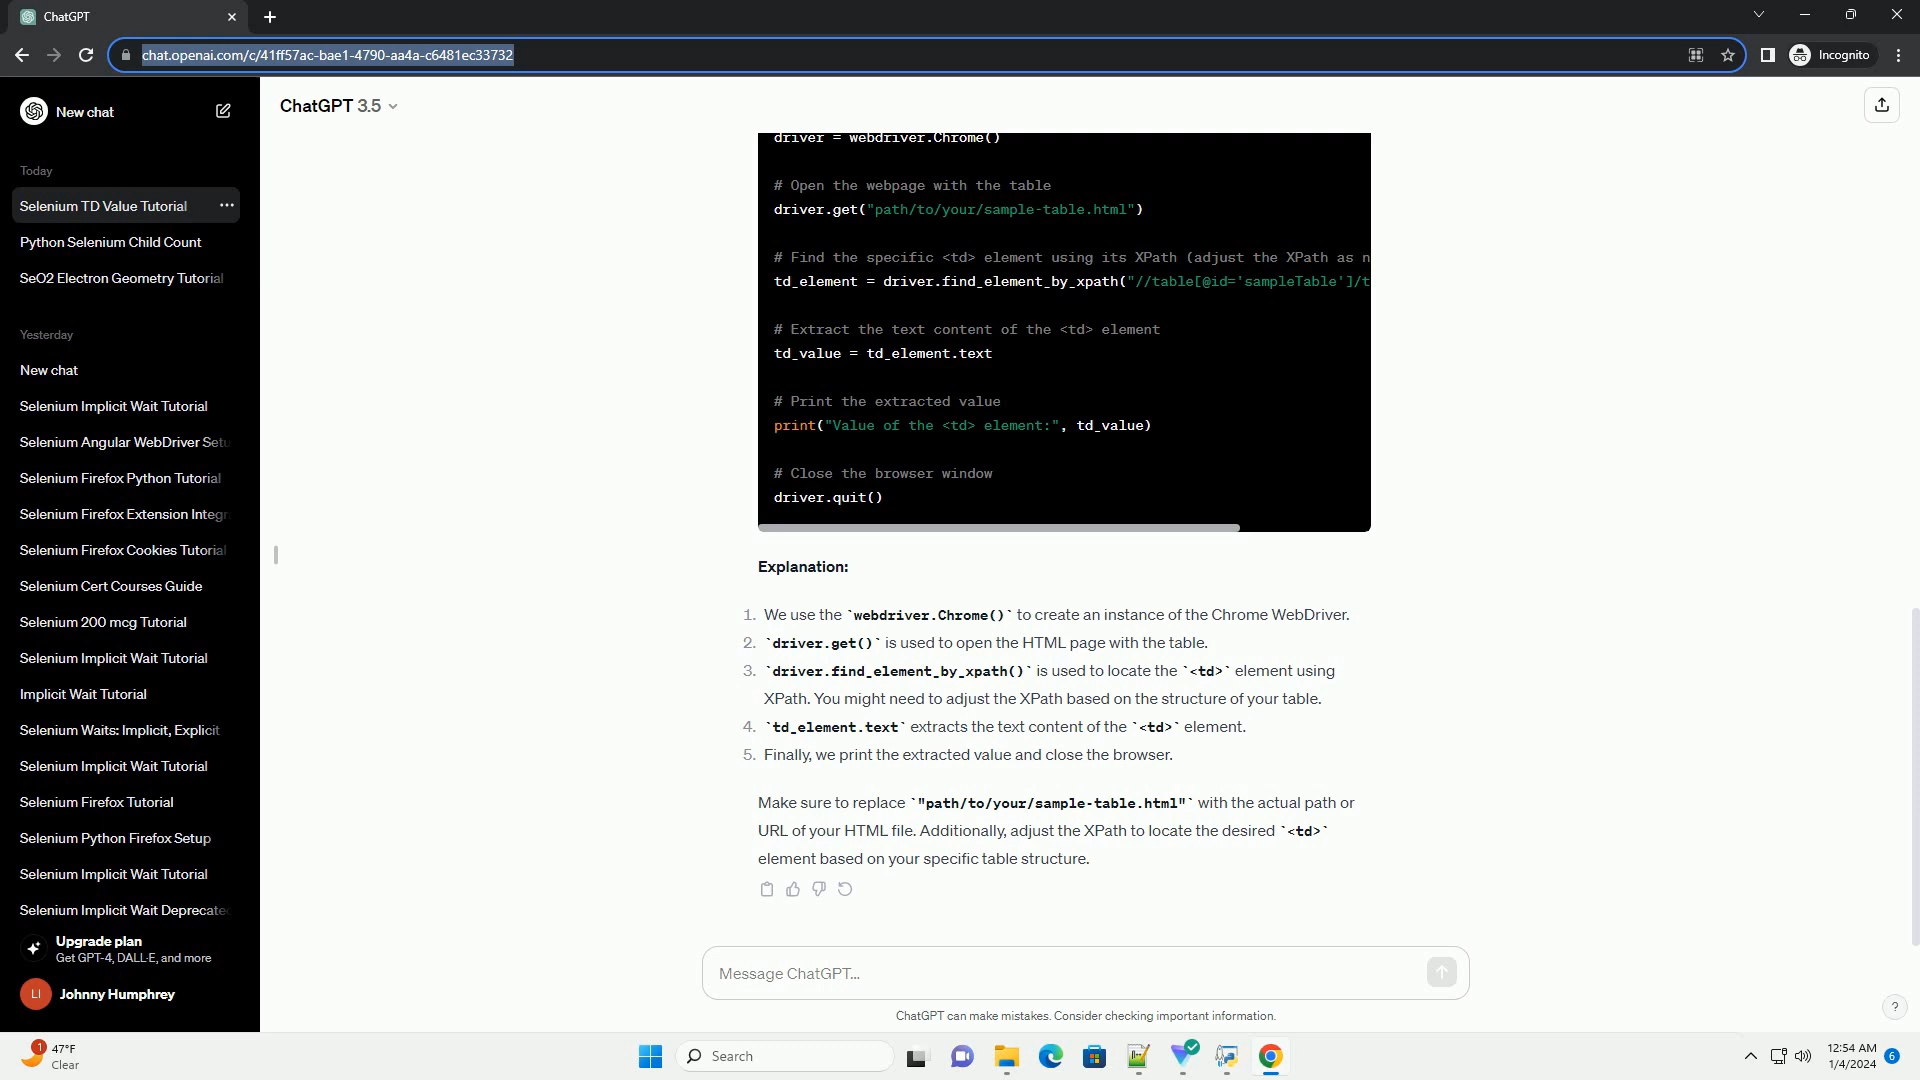 ChatGPT
chat.openai.com/c/41ff57ac-bae1-4790-aa4a-c6481ec33732
Incognito
New chat
Today
Selenium TD Value Tutorial
Python Selenium Child Count
SeO2 Electron Geometry Tutorial
Yesterday
New chat
Selenium Implicit Wait Tutorial
Selenium Angular WebDriver Setu
Selenium Firefox Python Tutorial
Selenium Firefox Extension Integr
Selenium Firefox Cookies Tutorial
Selenium Cert Courses Guide
Selenium 200 mcg Tutorial
Selenium Implicit Wait Tutorial
Implicit Wait Tutorial
Selenium Waits: Implicit, Explicit
Selenium Implicit Wait Tutorial
Selenium Firefox Tutorial
Selenium Python Firefox Setup
Selenium Implicit Wait Tutorial
Selenium Implicit Wait Deprecated
Upgrade plan
Get GPT-4, DALL·E, and more
LI
Johnny Humphrey
ChatGPT 3.5
driver = webdriver.Chrome()
# Open the webpage with the table
driver.get("path/to/your/sample-table.html")
# Find the specific <td> element using its XPath (adjust the XPath as n
td_element = driver.find_element_by_xpath("//table[@id='sampleTable']/t
# Extract the text content of the <td> element
td_value = td_element.text
# Print the extracted value
print("Value of the <td> element:", td_value)
# Close the browser window
driver.quit()
Explanation:
1. We use the `webdriver.Chrome()` to create an instance of the Chrome WebDriver.
2. `driver.get()` is used to open the HTML page with the table.
3. `driver.find_element_by_xpath()` is used to locate the `<td>` element using
XPath. You might need to adjust the XPath based on the structure of your table.
4. `td_element.text` extracts the text content of the `<td>` element.
5. Finally, we print the extracted value and close the browser.
Make sure to replace `"path/to/your/sample-table.html"` with the actual path or
URL of your HTML file. Additionally, adjust the XPath to locate the desired `<td>`
element based on your specific table structure.
Message ChatGPT...
ChatGPT can make mistakes. Consider checking important information.
?
1
47°F
Clear
Search
12:54 AM
1/4/2024
6